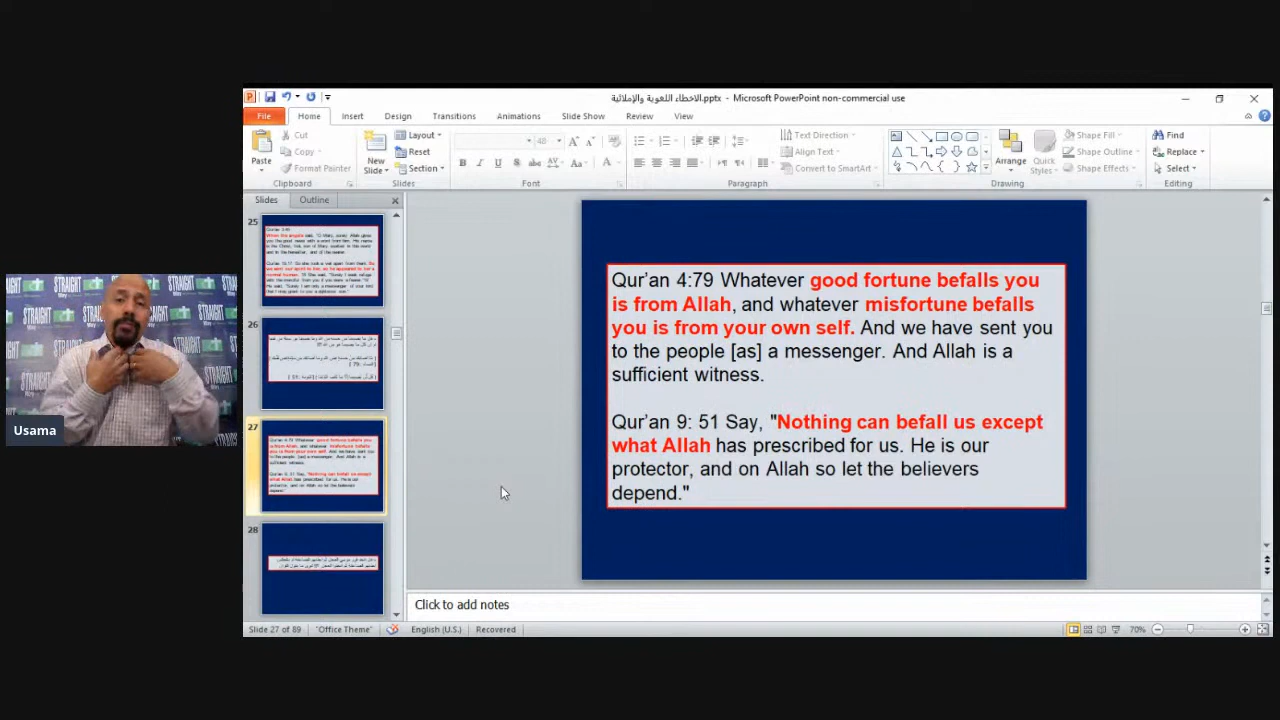 الاخطاء اللغوية والإملائية.pptx - Microsoft PowerPoint non-commercial use
File Home Insert Design Transitions Animations Slide Show Review View
Cut
Copy
Format Painter
Paste
Clipboard
New
Slide
Layout
Reset
Section
Slides
48
Font
Paragraph
Text Direction
Align Text
Convert to SmartArt
Arrange
Quick
Styles
Shape Fill
Shape Outline
Shape Effects
Drawing
Find
Replace
Select
Editing
Slides Outline
25
26
27
28
Qur’an 4:79 Whatever good fortune befalls you
is from Allah, and whatever misfortune befalls
you is from your own self. And we have sent you
to the people [as] a messenger. And Allah is a
sufficient witness.
Qur’an 9: 51 Say, "Nothing can befall us except
what Allah has prescribed for us. He is our
protector, and on Allah so let the believers
depend."
Click to add notes
Slide 27 of 89 "Office Theme" English (U.S.) Recovered 70%
STRAIGHT
Way
Usama